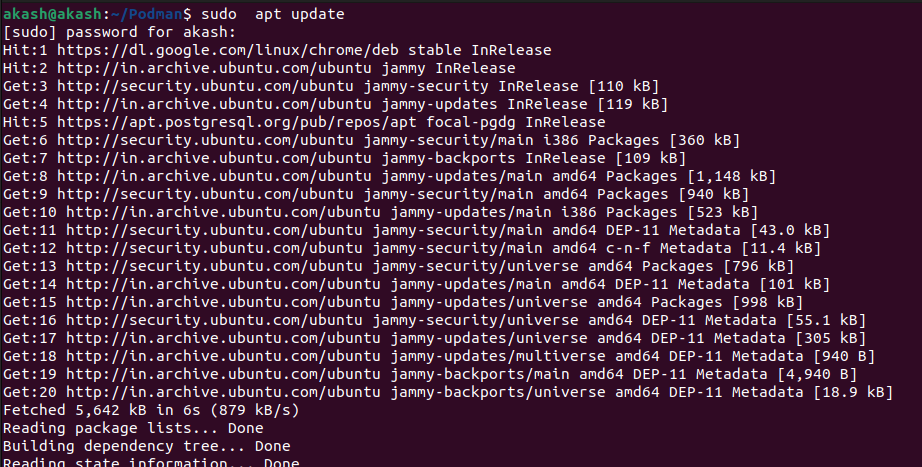 akash@akash:~/Podman$ sudo  apt update
[sudo] password for akash:
Hit:1 https://dl.google.com/linux/chrome/deb stable InRelease
Hit:2 http://in.archive.ubuntu.com/ubuntu jammy InRelease
Get:3 http://security.ubuntu.com/ubuntu jammy-security InRelease [110 kB]
Get:4 http://in.archive.ubuntu.com/ubuntu jammy-updates InRelease [119 kB]
Hit:5 https://apt.postgresql.org/pub/repos/apt focal-pgdg InRelease
Get:6 http://security.ubuntu.com/ubuntu jammy-security/main i386 Packages [360 kB]
Get:7 http://in.archive.ubuntu.com/ubuntu jammy-backports InRelease [109 kB]
Get:8 http://in.archive.ubuntu.com/ubuntu jammy-updates/main amd64 Packages [1,148 kB]
Get:9 http://security.ubuntu.com/ubuntu jammy-security/main amd64 Packages [940 kB]
Get:10 http://in.archive.ubuntu.com/ubuntu jammy-updates/main i386 Packages [523 kB]
Get:11 http://security.ubuntu.com/ubuntu jammy-security/main amd64 DEP-11 Metadata [43.0 kB]
Get:12 http://security.ubuntu.com/ubuntu jammy-security/main amd64 c-n-f Metadata [11.4 kB]
Get:13 http://security.ubuntu.com/ubuntu jammy-security/universe amd64 Packages [796 kB]
Get:14 http://in.archive.ubuntu.com/ubuntu jammy-updates/main amd64 DEP-11 Metadata [101 kB]
Get:15 http://in.archive.ubuntu.com/ubuntu jammy-updates/universe amd64 Packages [998 kB]
Get:16 http://security.ubuntu.com/ubuntu jammy-security/universe amd64 DEP-11 Metadata [55.1 kB]
Get:17 http://in.archive.ubuntu.com/ubuntu jammy-updates/universe amd64 DEP-11 Metadata [305 kB]
Get:18 http://in.archive.ubuntu.com/ubuntu jammy-updates/multiverse amd64 DEP-11 Metadata [940 B]
Get:19 http://in.archive.ubuntu.com/ubuntu jammy-backports/main amd64 DEP-11 Metadata [4,940 B]
Get:20 http://in.archive.ubuntu.com/ubuntu jammy-backports/universe amd64 DEP-11 Metadata [18.9 kB]
Fetched 5,642 kB in 6s (879 kB/s)
Reading package lists... Done
Building dependency tree... Done
Reading state information... Done